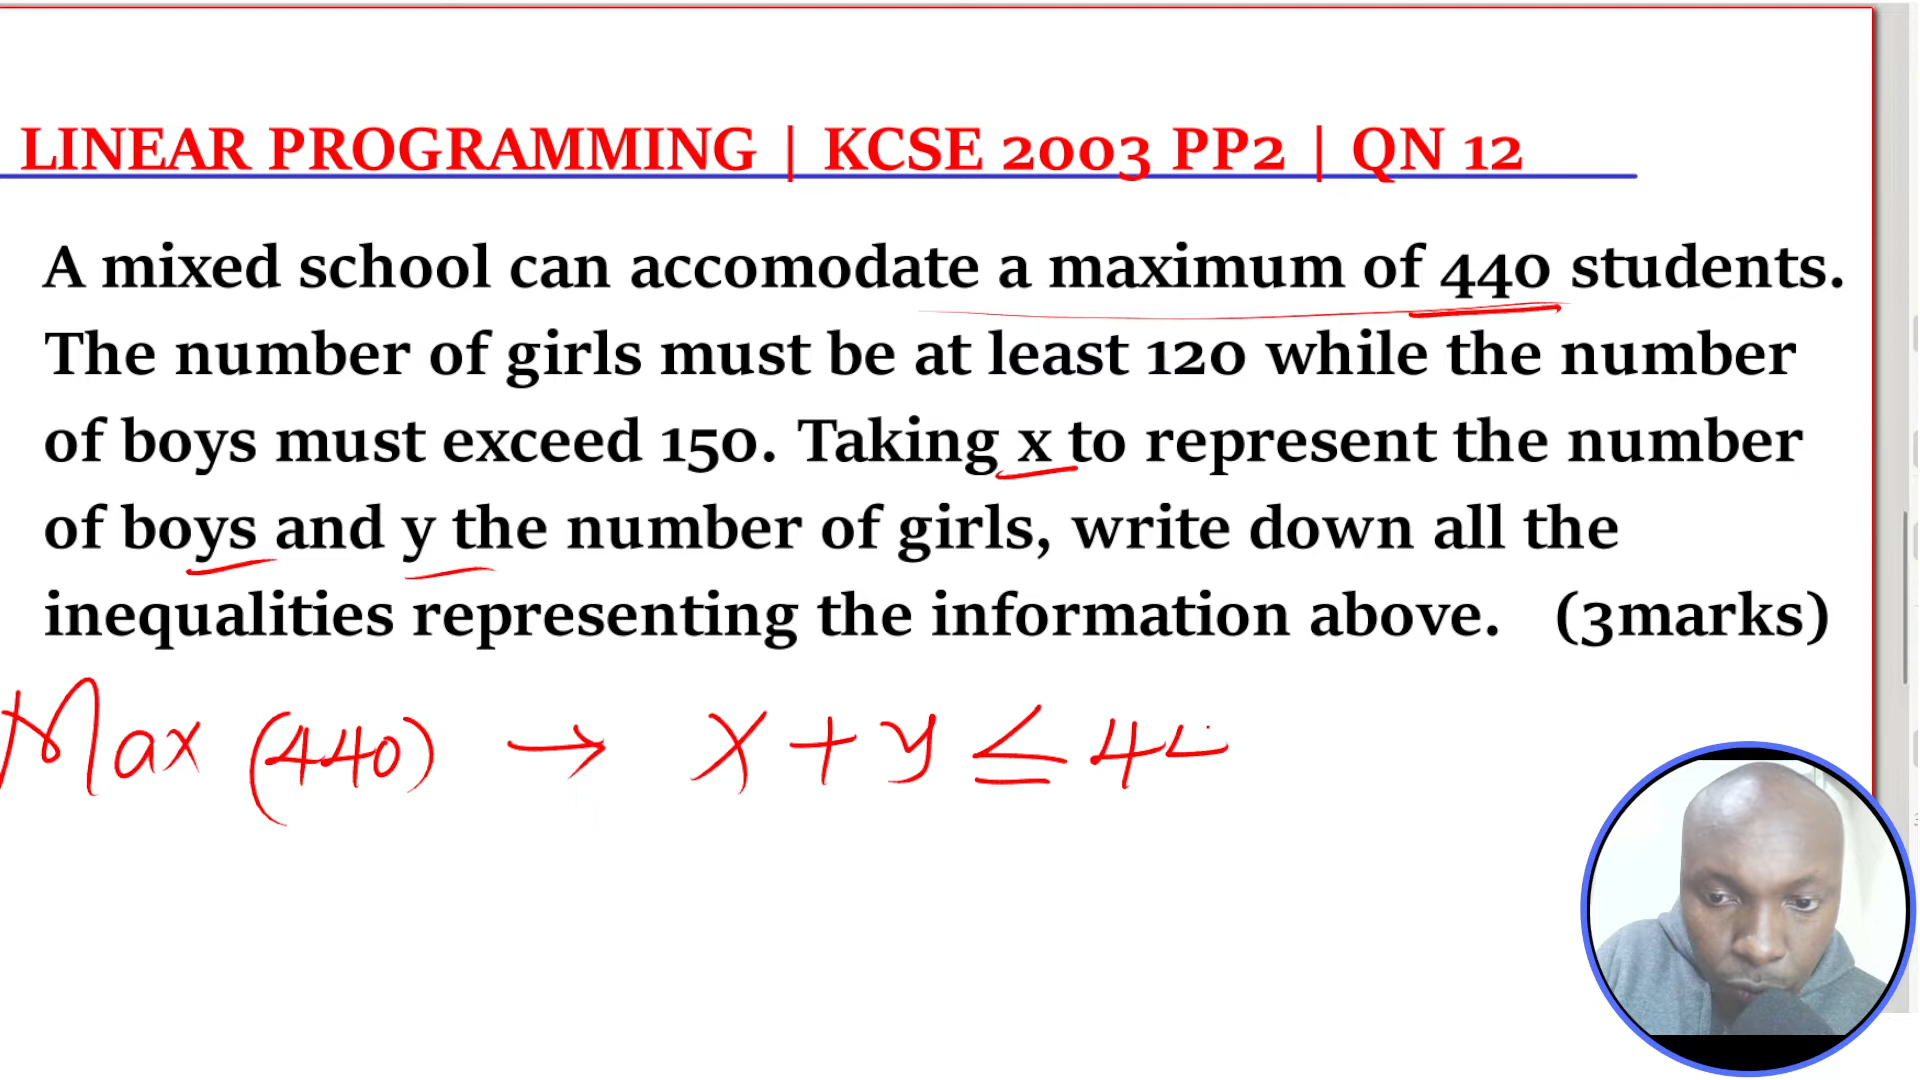 LINEAR PROGRAMMING | KCSE 2003 PP2 | QN 12
A mixed school can accomodate a maximum of 440 students.
The number of girls must be at least 120 while the number
of boys must exceed 150. Taking x to represent the number
of boys and y the number of girls, write down all the
inequalities representing the information above. (3marks)
Max (440) → x + y ≤ 44